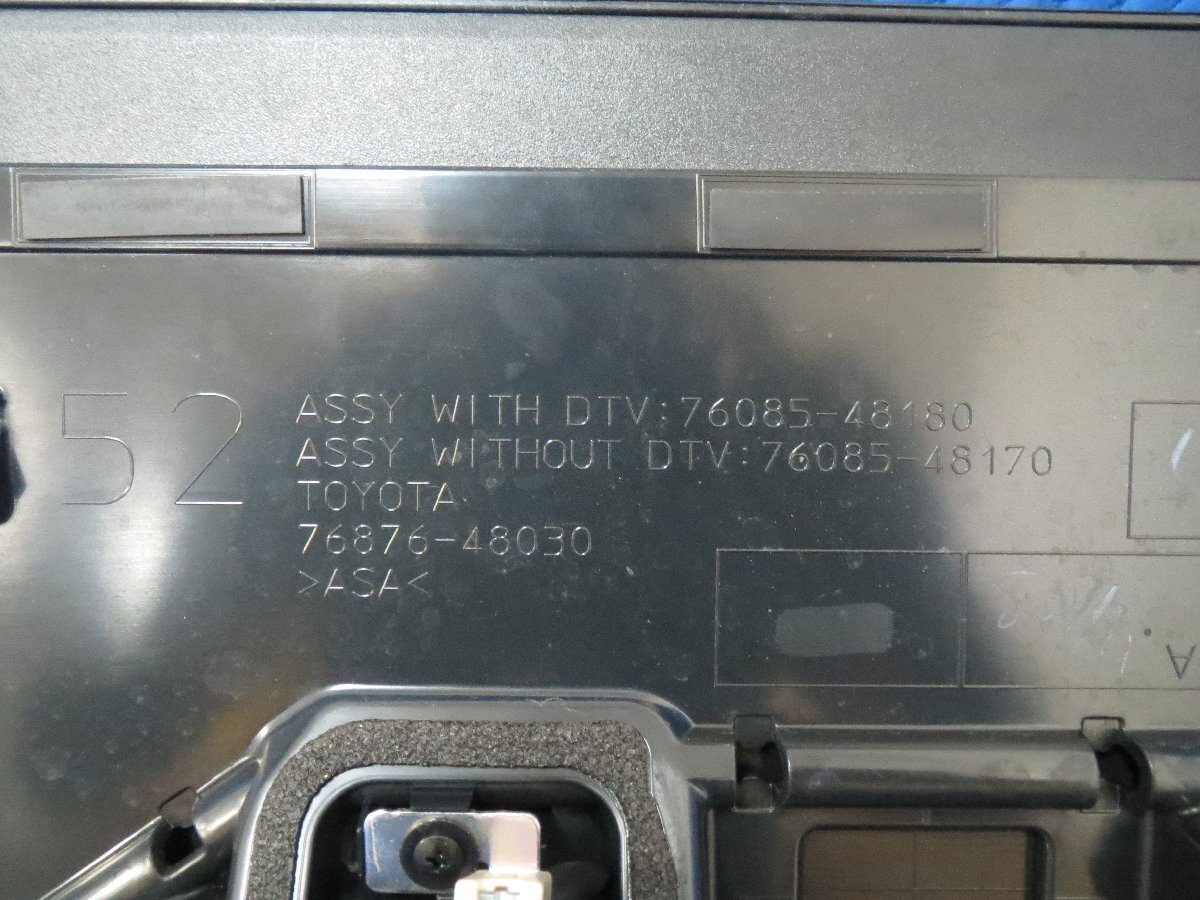 52
ASSY WITH DTV:76085-48180
ASSY WITHOUT DTV:76085-48170
TOYOTA
76876-48030
>ASA<
A